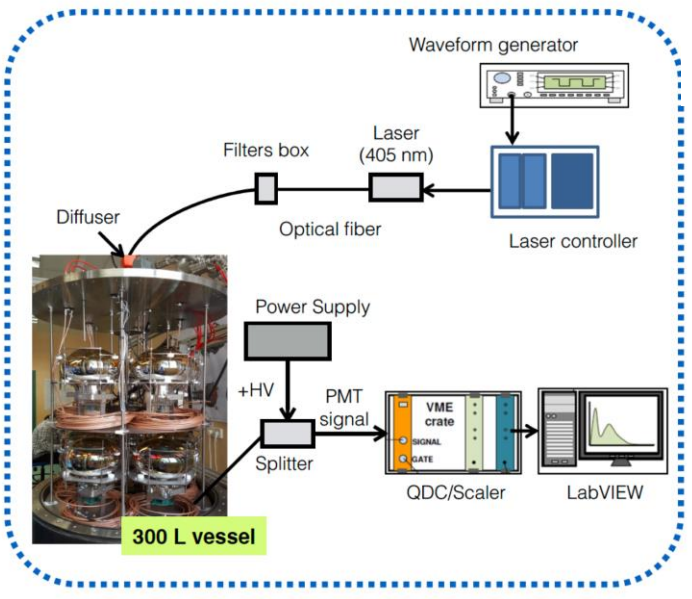 Waveform generator
Laser
(405 nm)
Filters box
Diffuser
Optical fiber
Laser controller
Power Supply
+HV
PMT
signal
VME
crate
SIGNAL
GATE
Splitter
QDC/Scaler
LabVIEW
300 L vessel